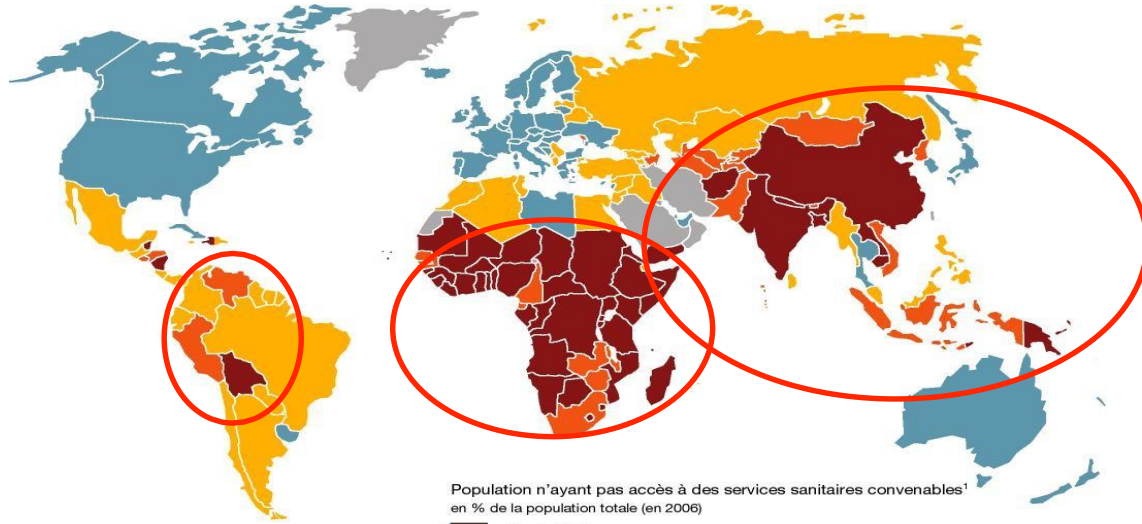 Population n'ayant pas accès à des services sanitaires convenables¹
en % de la population totale (en 2006)